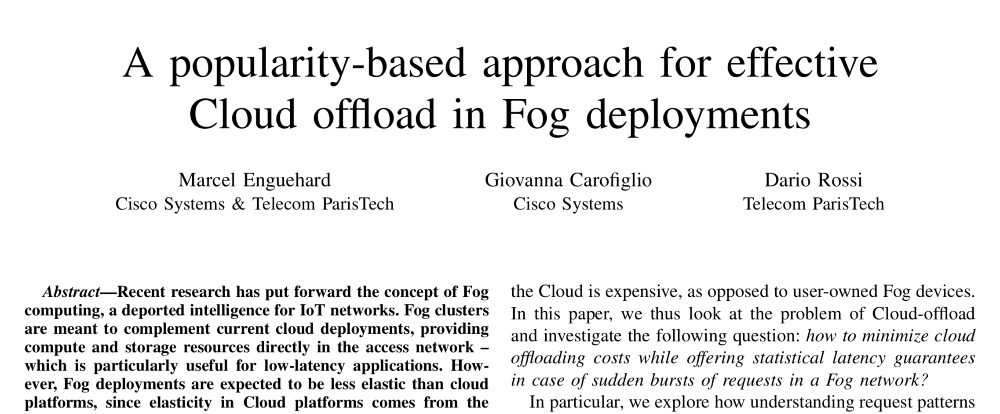 A popularity-based approach for effective
Cloud offload in Fog deployments
Marcel Enguehard
Cisco Systems & Telecom ParisTech
Giovanna Carofiglio
Cisco Systems
Dario Rossi
Telecom ParisTech
Abstract—Recent research has put forward the concept of Fog
computing, a deported intelligence for IoT networks. Fog clusters
are meant to complement current cloud deployments, providing
compute and storage resources directly in the access network –
which is particularly useful for low-latency applications. How-
ever, Fog deployments are expected to be less elastic than cloud
platforms, since elasticity in Cloud platforms comes from the
the Cloud is expensive, as opposed to user-owned Fog devices.
In this paper, we thus look at the problem of Cloud-offload
and investigate the following question: how to minimize cloud
offloading costs while offering statistical latency guarantees
in case of sudden bursts of requests in a Fog network?
In particular, we explore how understanding request patterns